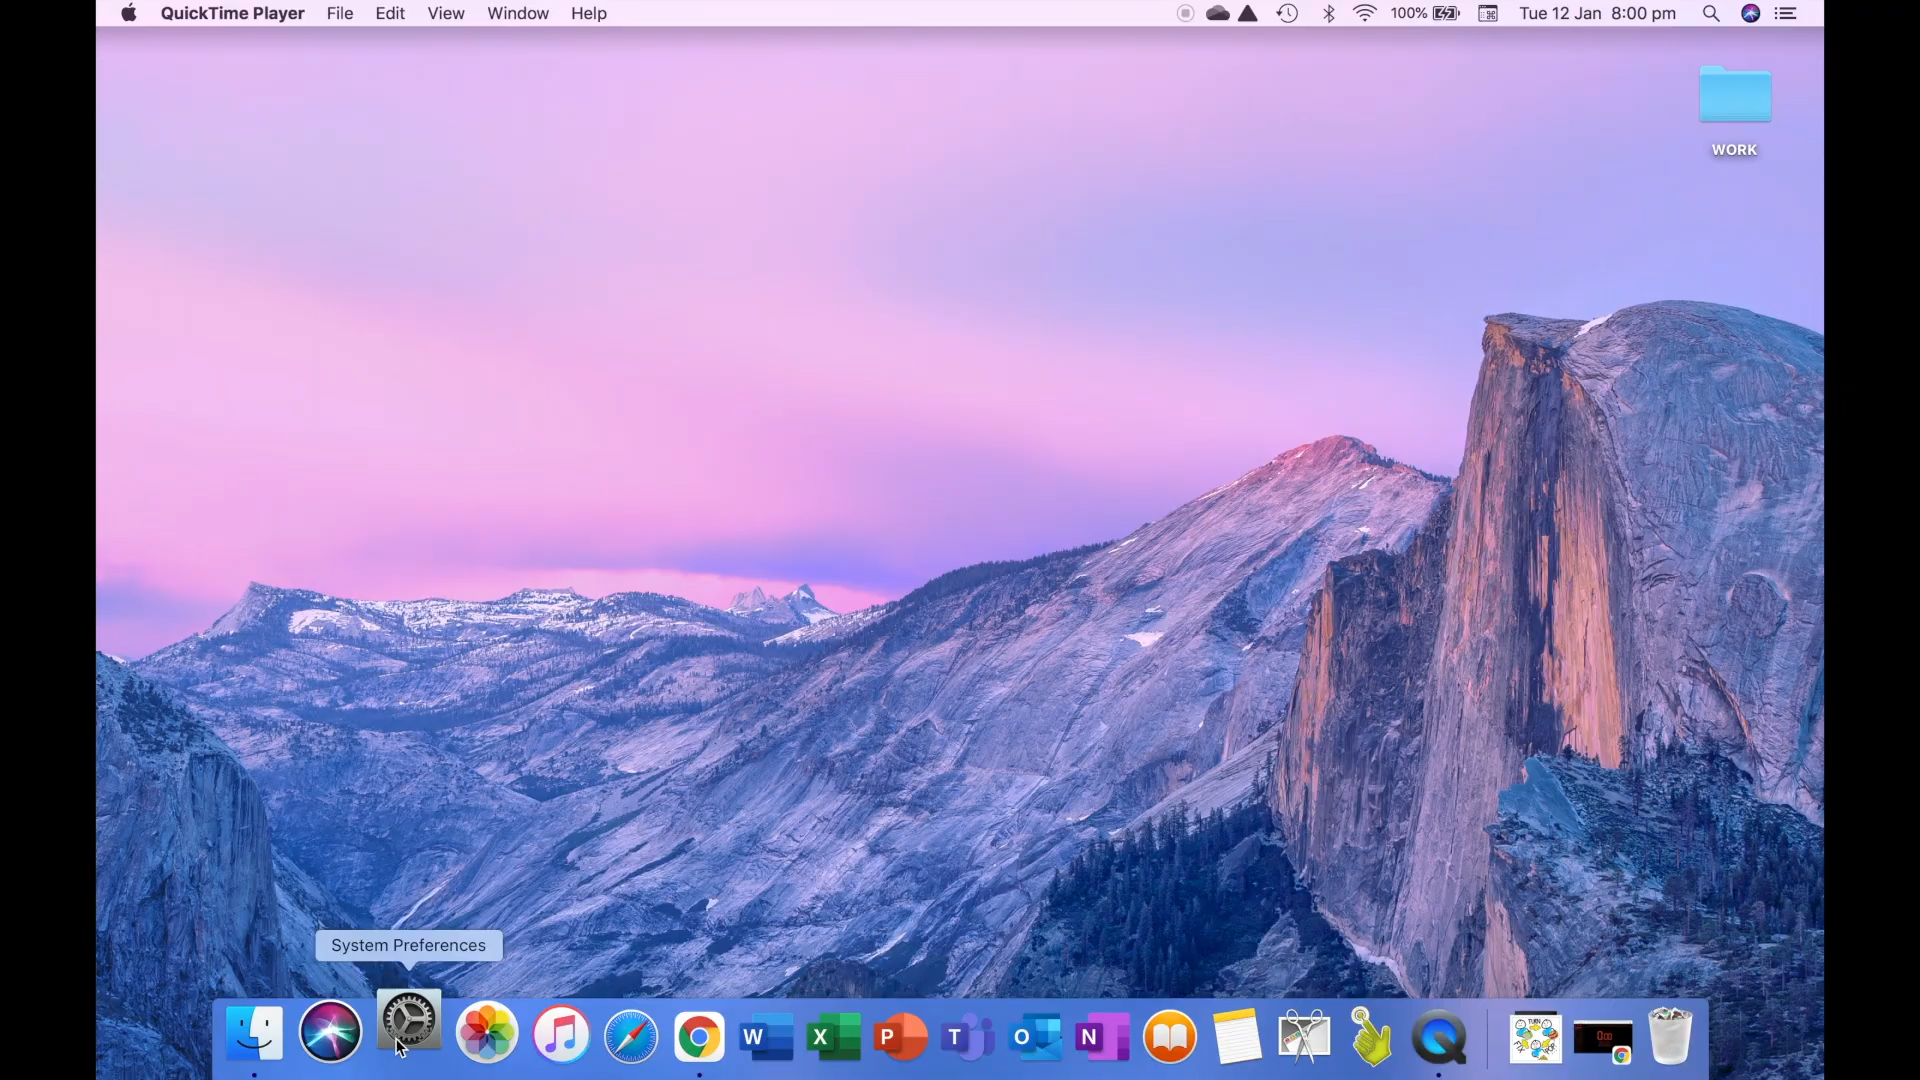 QuickTime Player File Edit View Window Help 100% Tue 12 Jan 8:00 pm
WORK
System Preferences
W X P T O N